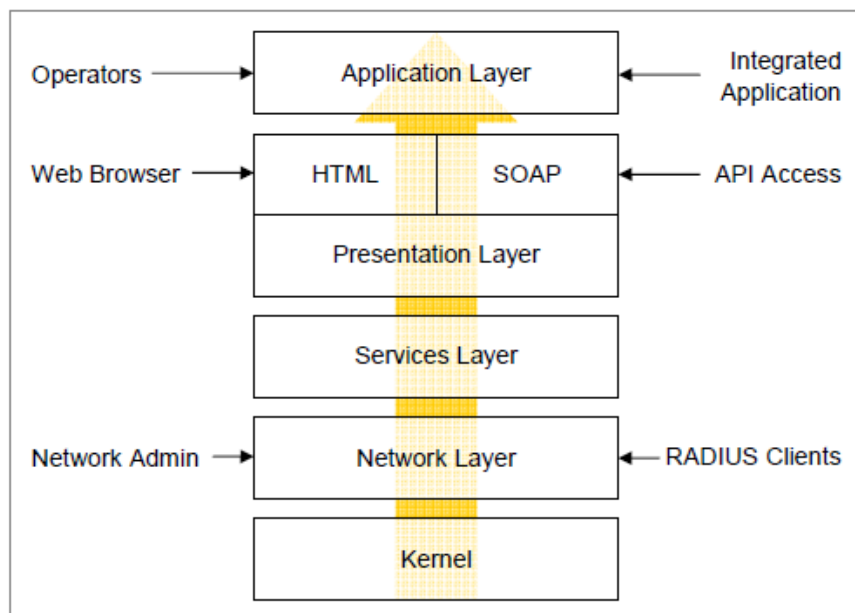 Operators
Application Layer
Integrated
Application
Web Browser
HTML
SOAP
API Access
Presentation Layer
Services Layer
Network Admin
Network Layer
RADIUS Clients
Kernel